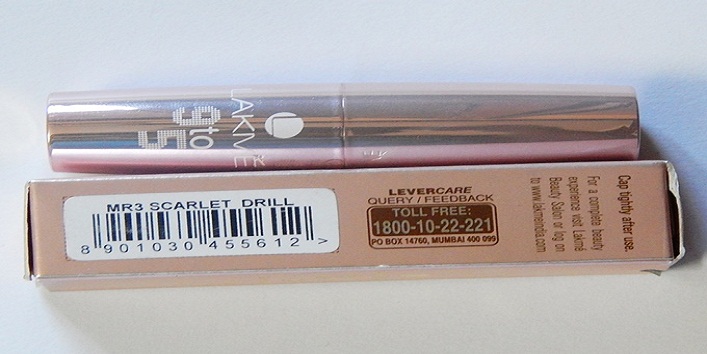 LAKMÉ
9 to
5
MR3 SCARLET DRILL
8 901030 455612 >
LEVERCARE
QUERY / FEEDBACK
TOLL FREE:
1800-10-22-221
PO BOX 14760, MUMBAI 400 099
Cap tightly after use.
For a complete beauty
experience visit Lakmé
Beauty Salon or log on
to www.lakmeindia.com